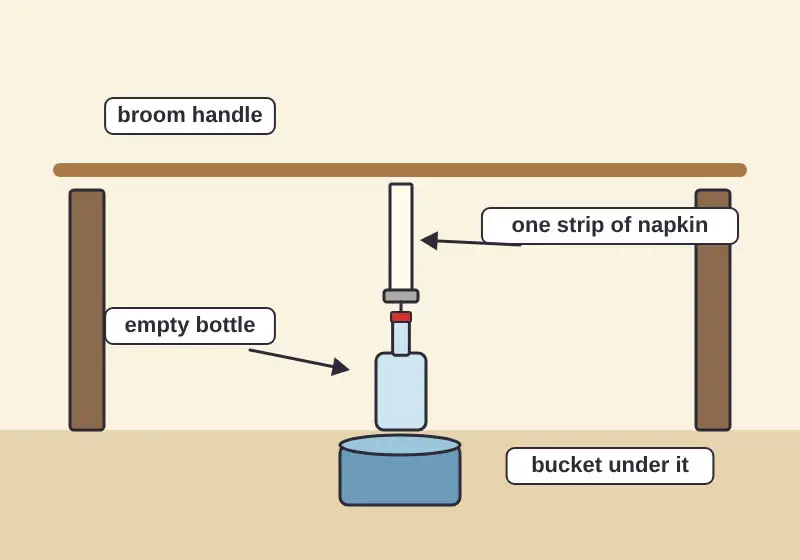 broom handle
one strip of napkin
empty bottle
bucket under it